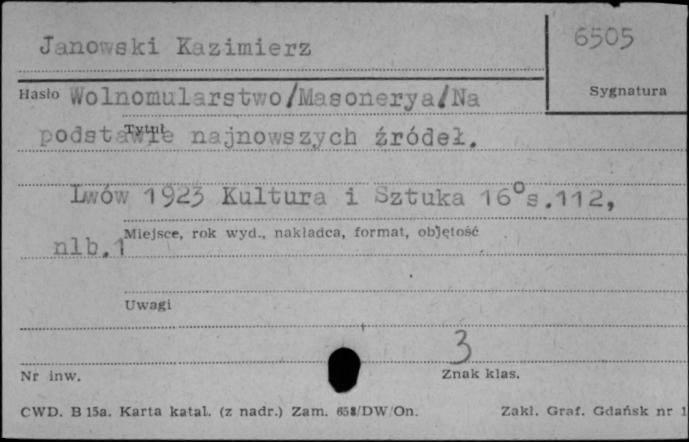 Janowski Kazimierz
6505
Sygnatura
Hasło Wolnomularstwo/Masonerya/Na
Tytuł
podstawie najnowszych źródeł.
Lwów 1923 Kultura i Sztuka 16°s.112,
Miejsce, rok wyd., nakładca, format, objętość
nlb.1
Uwagi
3
Nr inw.
Znak klas.
CWD. B 15a. Karta katal. (z nadr.) Zam. 658/DW/On.
Zakł. Graf. Gdańsk nr 1